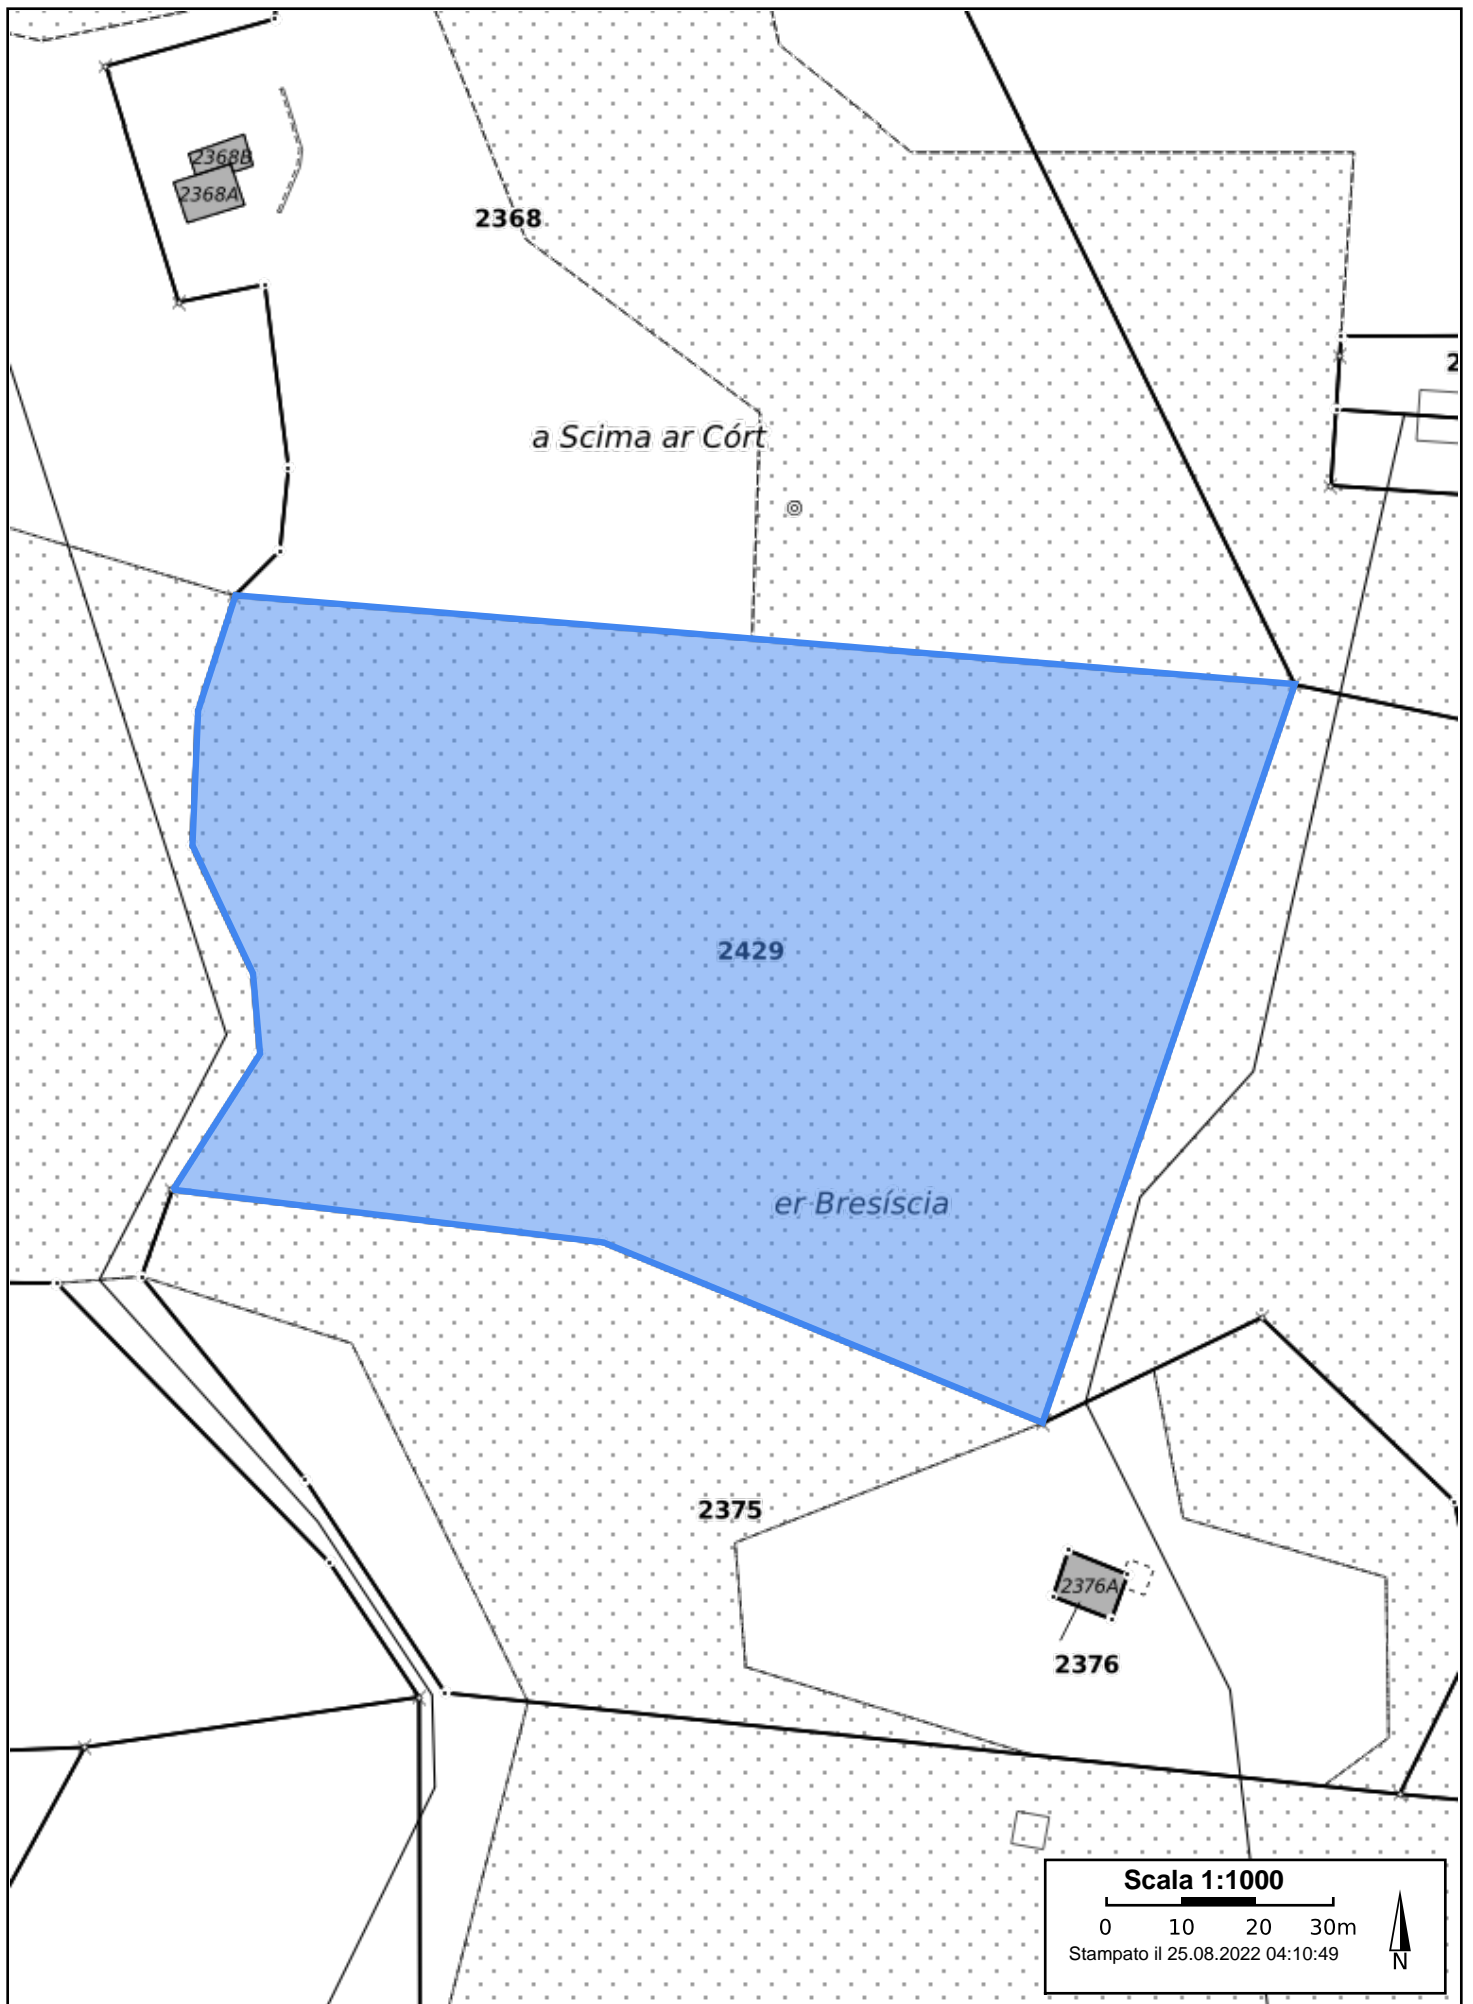 2368B
2368A
2368
2
a Scima ar Córt
2429
er Bresíscia
2375
2376A
2376
Scala 1:1000
0 10 20 30m
Stampato il 25.08.2022 04:10:49
N